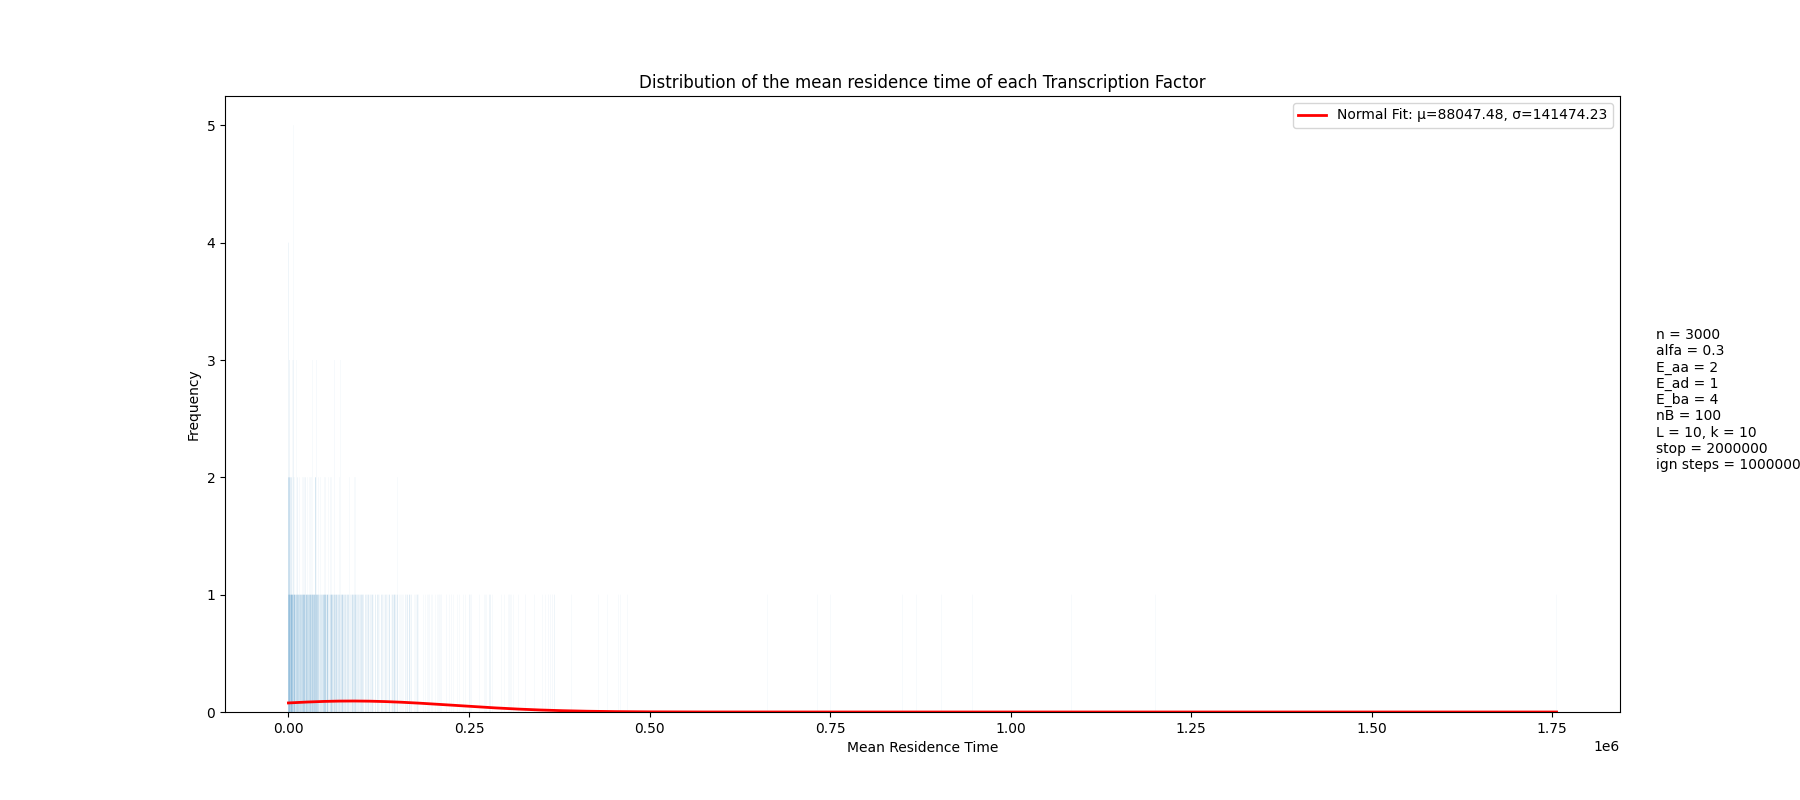 Distribution of the mean residence time of each Transcription Factor
Normal Fit: μ=88047.48, σ=141474.23
5
4
3
2
1
0
Frequency
0.00 0.25 0.50 0.75 1.00 1.25 1.50 1.75
1e6
Mean Residence Time
n = 3000
alfa = 0.3
E_aa = 2
E_ad = 1
E_ba = 4
nB = 100
L = 10, k = 10
stop = 2000000
ign steps = 1000000